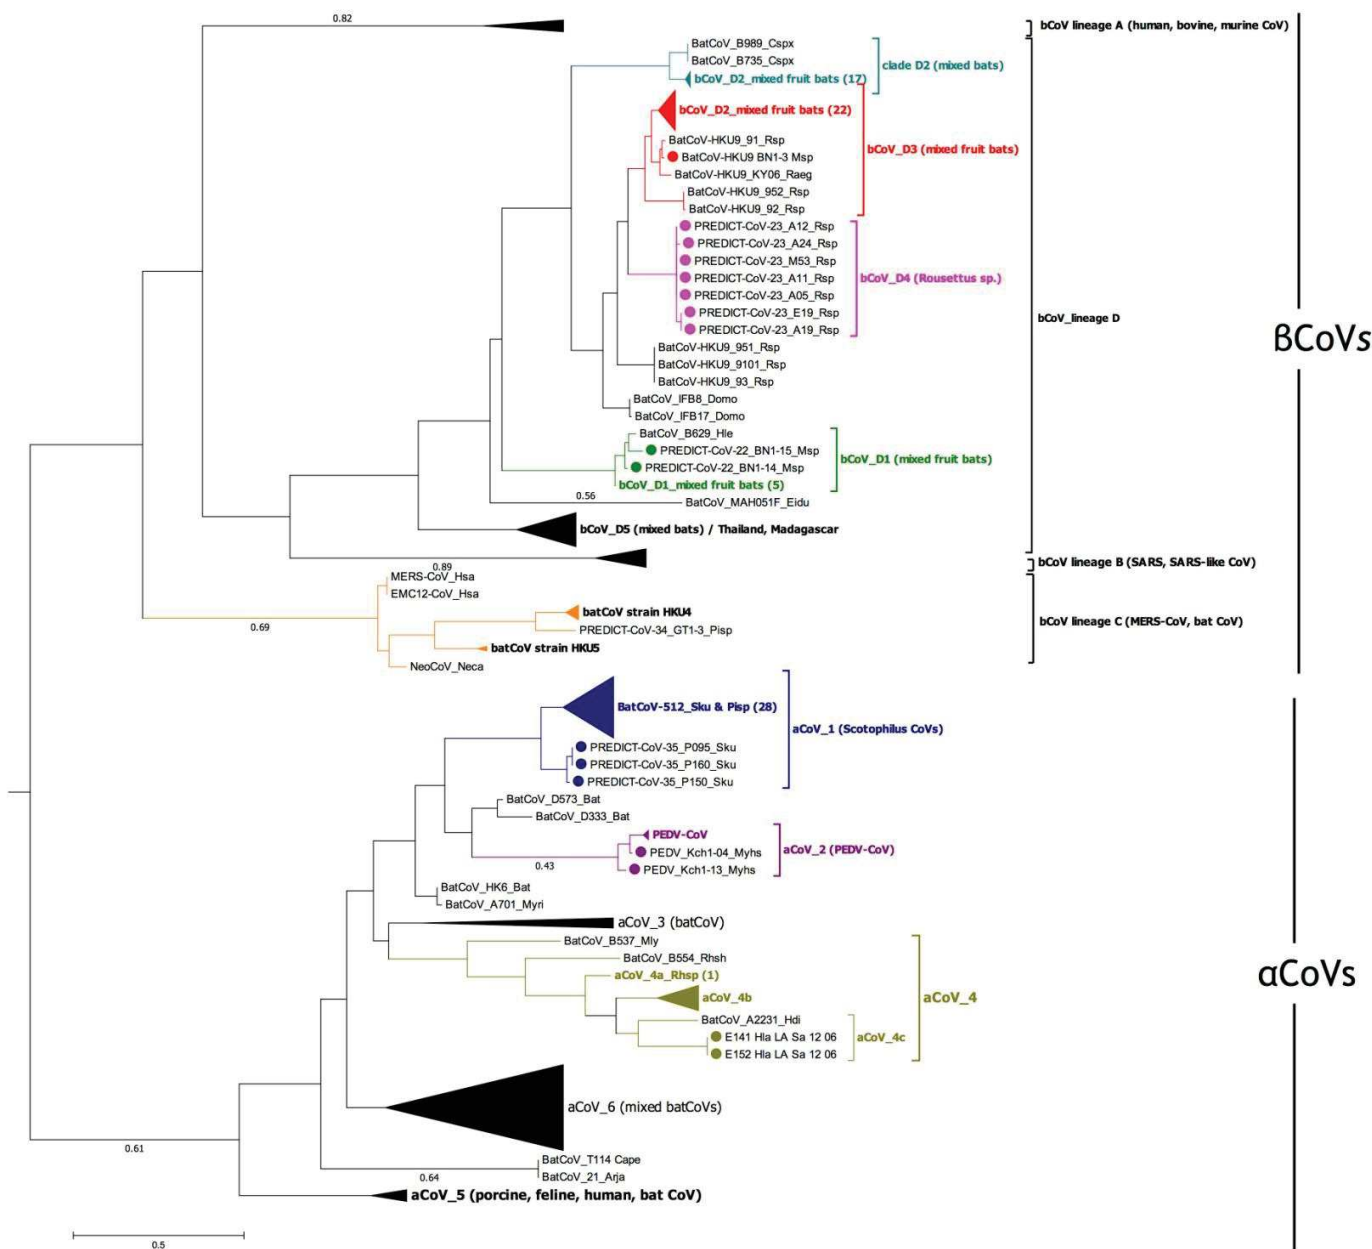 0.82
bCoV lineage A (human, bovine, murine CoV)
BatCoV_B989_Cspx
BatCoV_B735_Cspx
clade D2 (mixed bats)
bCoV_D2_mixed fruit bats (17)
bCoV_D2_mixed fruit bats (22)
BatCoV-HKU9_91_Rsp
bCoV_D3 (mixed fruit bats)
BatCoV-HKU9 BN1-3 Msp
BatCoV-HKU9_KY06_Raeg
BatCoV-HKU9_952_Rsp
BatCoV-HKU9_92_Rsp
PREDICT-CoV-23_A12_Rsp
PREDICT-CoV-23_A24_Rsp
PREDICT-CoV-23_M53_Rsp
PREDICT-CoV-23_A11_Rsp
bCoV_D4 (Rousettus sp.)
PREDICT-CoV-23_A05_Rsp
PREDICT-CoV-23_E19_Rsp
bCoV_lineage D
PREDICT-CoV-23_A19_Rsp
ßCoVs
BatCoV-HKU9_951_Rsp
BatCoV-HKU9_9101_Rsp
BatCoV-HKU9_93_Rsp
BatCoV_IFB8_Domo
BatCoV_IFB17_Domo
BatCoV_B629_Hle
PREDICT-CoV-22_BN1-15_Msp
bCoV_D1 (mixed fruit bats)
PREDICT-CoV-22_BN1-14_Msp
bCoV_D1_mixed fruit bats (5)
0.56
BatCoV_MAH051F_Eidu
bCoV_D5 (mixed bats) / Thailand, Madagascar
0.89
bCoV lineage B (SARS, SARS-like CoV)
MERS-CoV_Hsa
EMC12-CoV_Hsa
batCoV strain HKU4
0.69
PREDICT-CoV-34_GT1-3_Pisp
bCoV lineage C (MERS-CoV, bat CoV)
batCoV strain HKU5
NeoCoV_Neca
BatCoV-512_Sku & Pisp (28)
aCoV_1 (Scotophilus CoVs)
PREDICT-CoV-35_P095_Sku
PREDICT-CoV-35_P160_Sku
PREDICT-CoV-35_P150_Sku
BatCoV_D573_Bat
BatCoV_D333_Bat
PEDV-CoV
aCoV_2 (PEDV-CoV)
PEDV_Kch1-04_Myhs
0.43
PEDV_Kch1-13_Myhs
BatCoV_HK6_Bat
BatCoV_A701_Myri
aCoV_3 (batCoV)
BatCoV_B537_Mly
BatCoV_B554_Rhsh
aCoV_4a_Rhsp (1)
αCoVs
aCoV_4b
aCoV_4
BatCoV_A2231_Hdi
E141 Hla LA Sa 12 06
aCoV_4c
E152 Hla LA Sa 12 06
aCoV_6 (mixed batCoVs)
0.61
BatCoV_T114 Cape
0.64
BatCoV_21_Arja
aCoV_5 (porcine, feline, human, bat CoV)
0.5